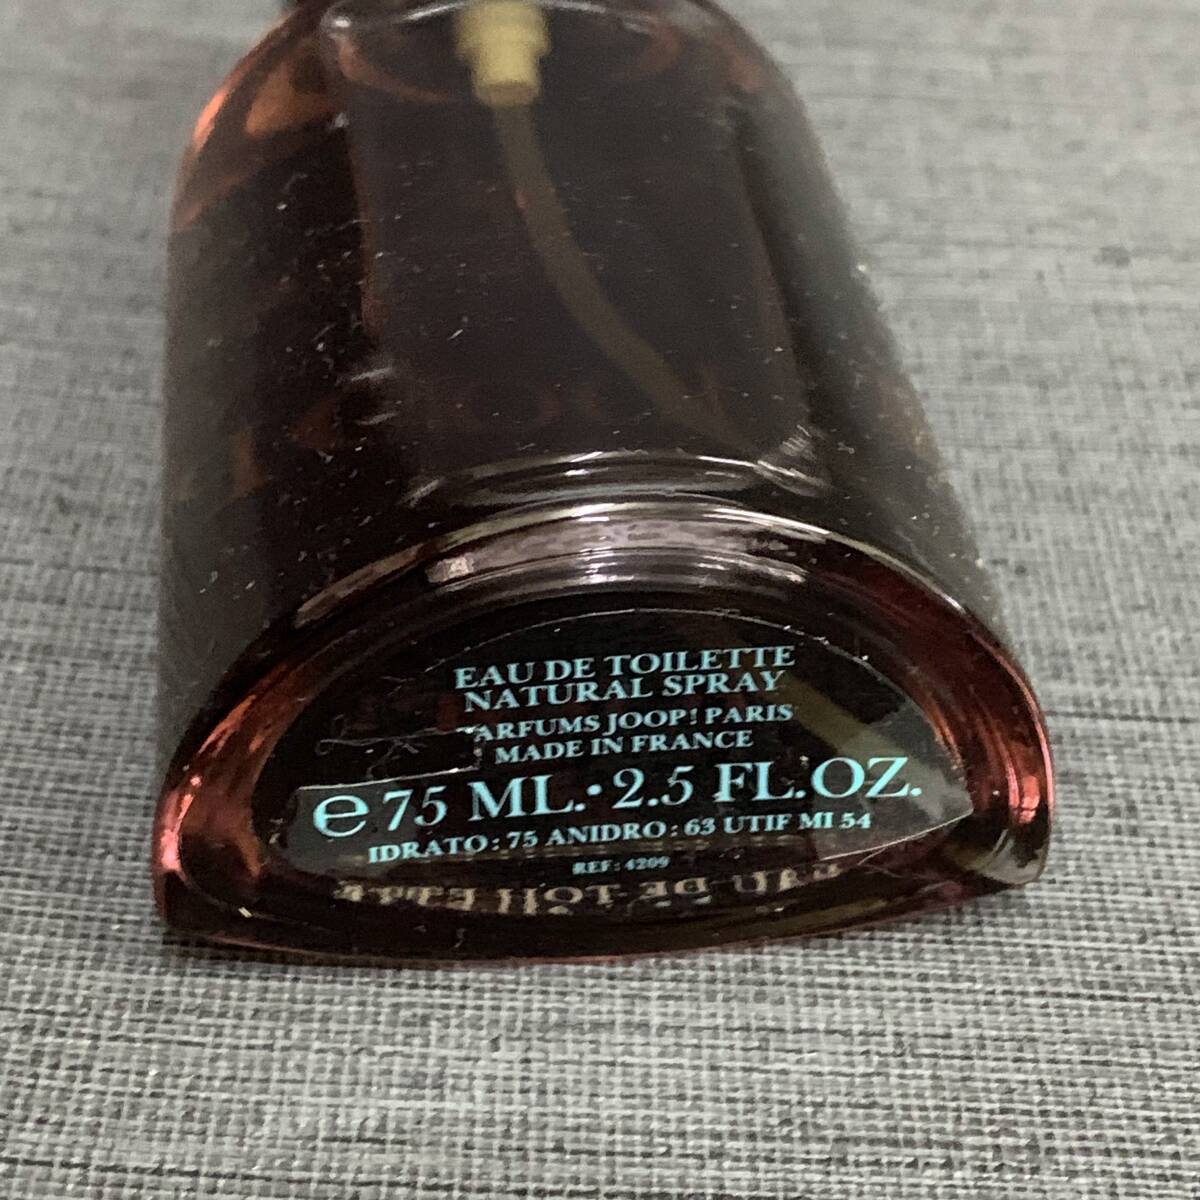 EAU DE TOILETTE
NATURAL SPRAY
ARFUMS JOOP! PARIS
MADE IN FRANCE
e 75 ML.·2.5 FL.OZ.
IDRATO: 75 ANIDRO: 63 UTIF MI 54
REF: 4209